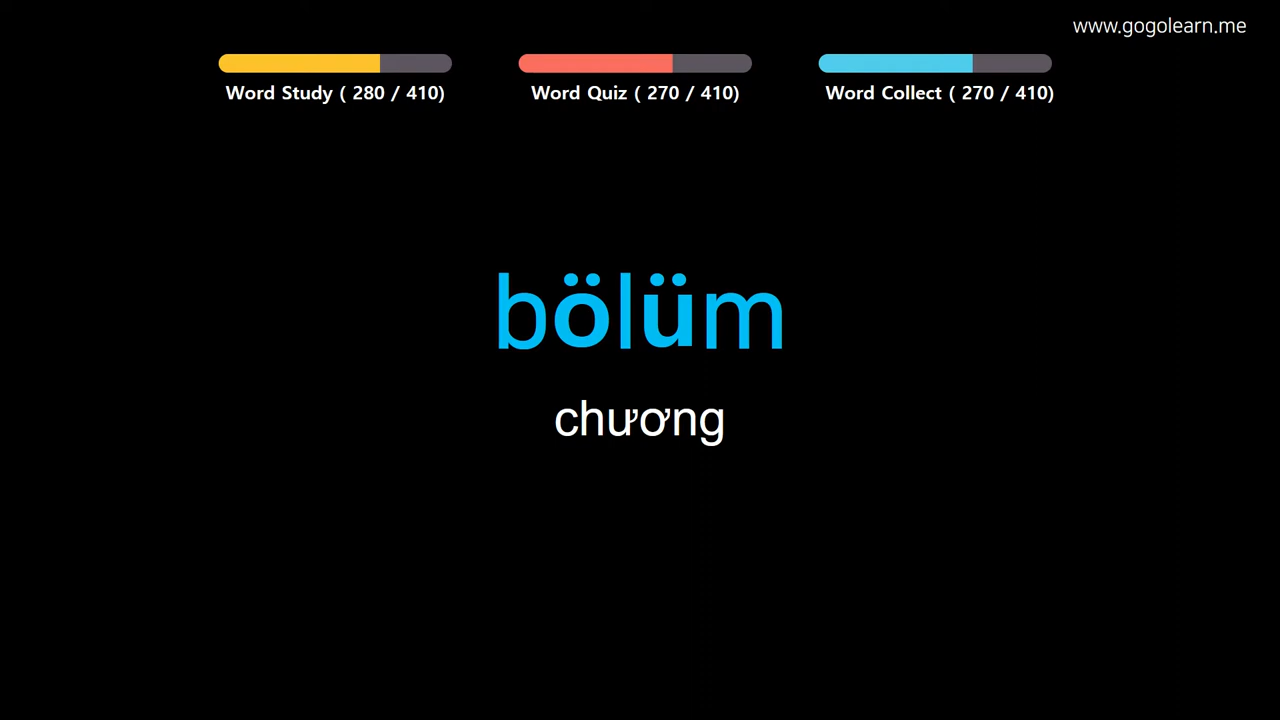 www.gogolearn.me
Word Study ( 280 / 410)
Word Quiz ( 270 / 410)
Word Collect ( 270 / 410)
bölüm
chương